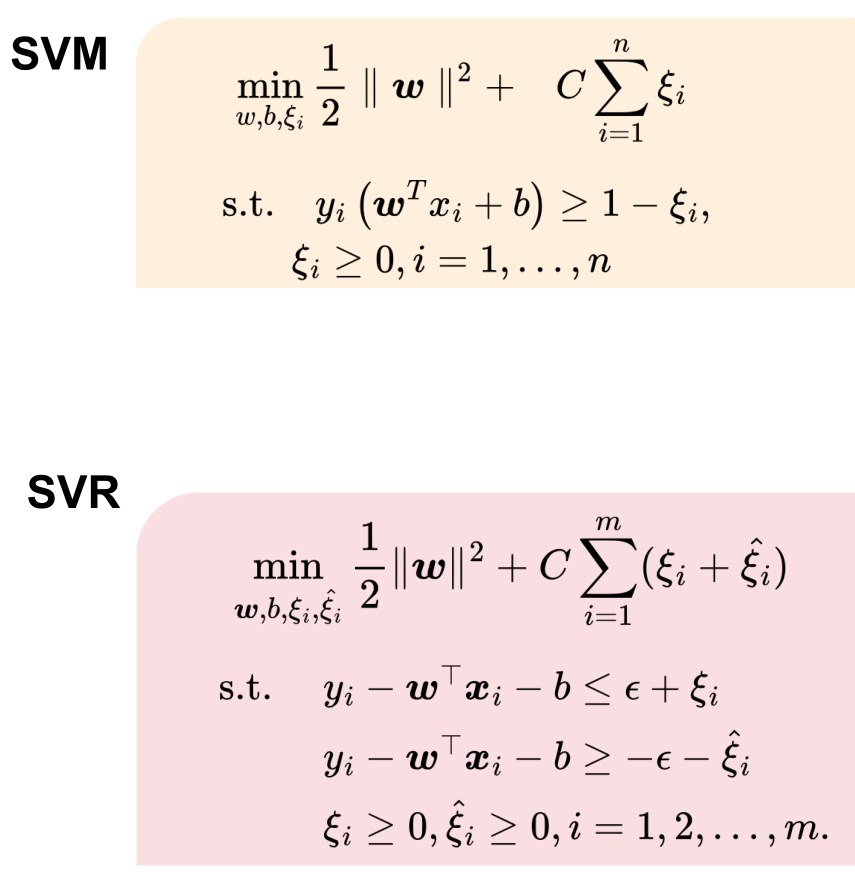 SVM
\min_{w,b,\xi_i} \frac{1}{2} \| \boldsymbol{w} \|^2 + C \sum_{i=1}^{n} \xi_i
s.t. y_i (\boldsymbol{w}^T x_i + b) \geq 1 - \xi_i,
\xi_i \geq 0, i = 1, \ldots, n
SVR
\min_{\boldsymbol{w},b,\xi_i,\hat{\xi}_i} \frac{1}{2} \|\boldsymbol{w}\|^2 + C \sum_{i=1}^{m} (\xi_i + \hat{\xi}_i)
s.t. y_i - \boldsymbol{w}^\top \boldsymbol{x}_i - b \leq \epsilon + \xi_i
y_i - \boldsymbol{w}^\top \boldsymbol{x}_i - b \geq -\epsilon - \hat{\xi}_i
\xi_i \geq 0, \hat{\xi}_i \geq 0, i = 1, 2, \ldots, m.